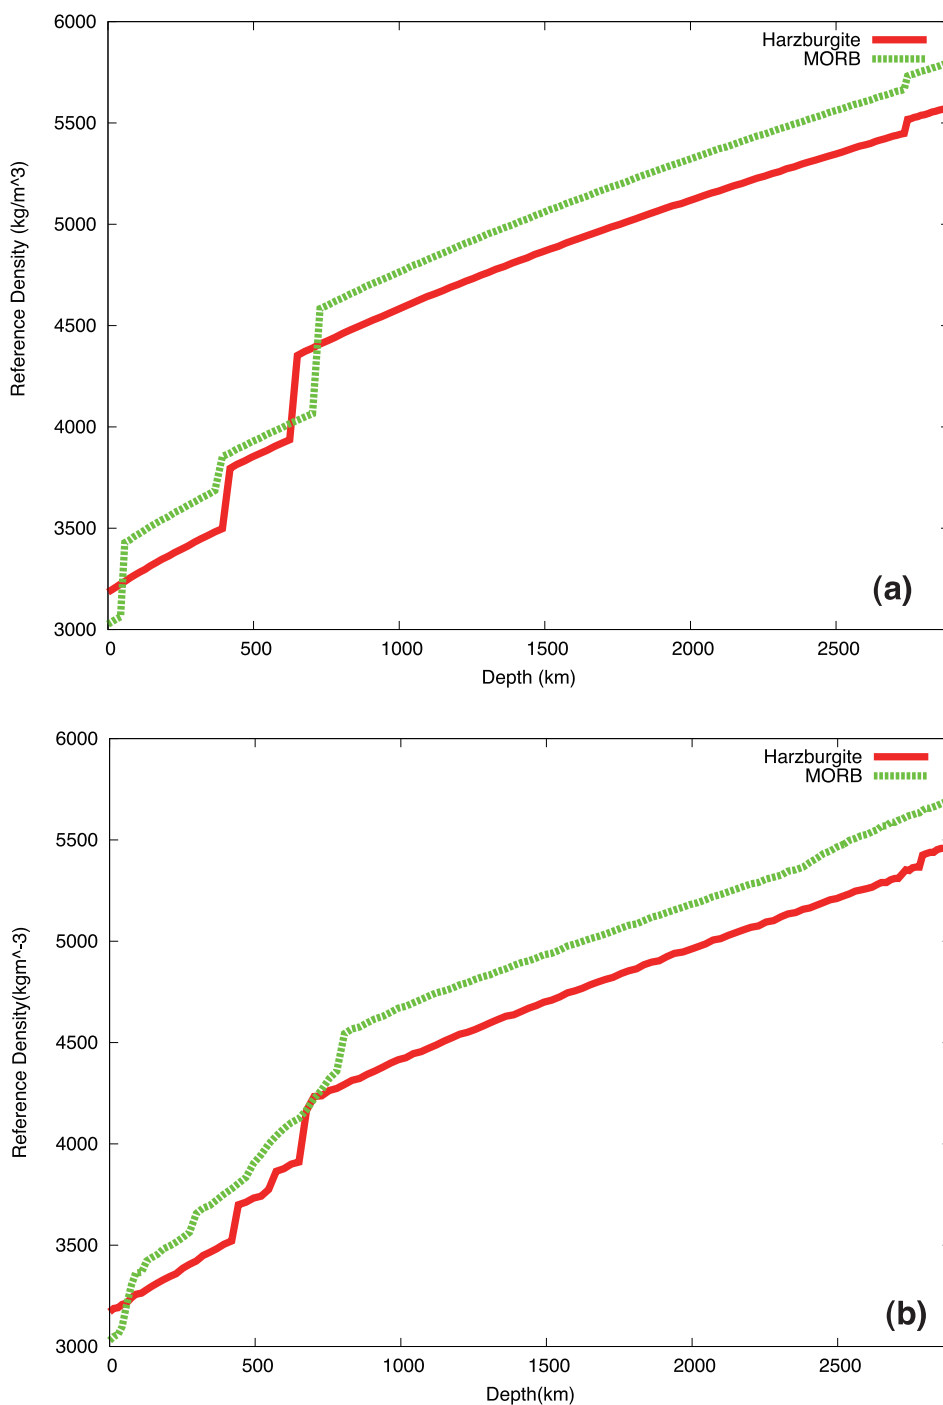 6000
Harzburgite
MORB
5500
5000
4500
4000
3500
3000
Reference Density (kg/m^3)
(a)
0 500 1000 1500 2000 2500
Depth (km)
6000
Harzburgite
MORB
5500
5000
4500
4000
3500
3000
Reference Density(kgm^-3)
(b)
0 500 1000 1500 2000 2500
Depth(km)